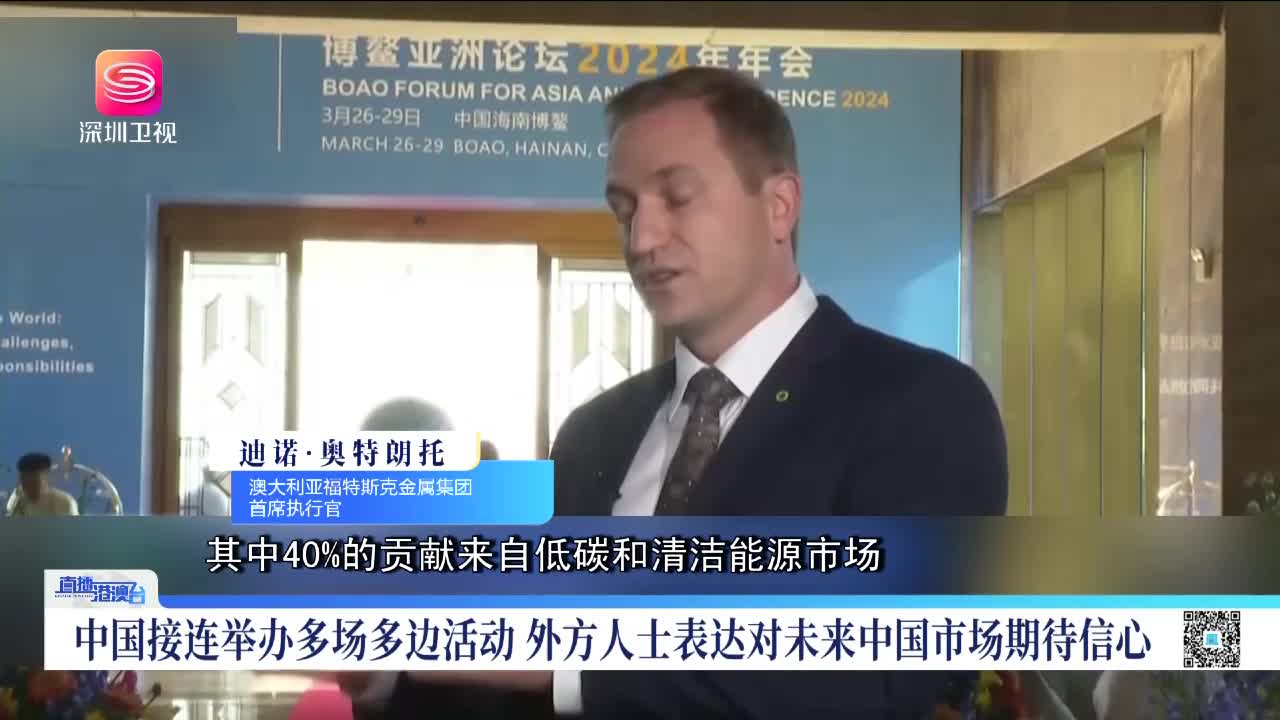 深圳卫视
博鳌亚洲论坛2024年年会
BOAO FORUM FOR ASIA AN
ENCE 2024
3月26-29日 中国海南博鳌
MARCH 26-29 BOAO, HAINAN, C
World:
allenges,
onsibilities
迪诺·奥特朗托
澳大利亚福特斯克金属集团
首席执行官
其中40%的贡献来自低碳和清洁能源市场
直播港澳台
中国接连举办多场多边活动 外方人士表达对未来中国市场期待信心